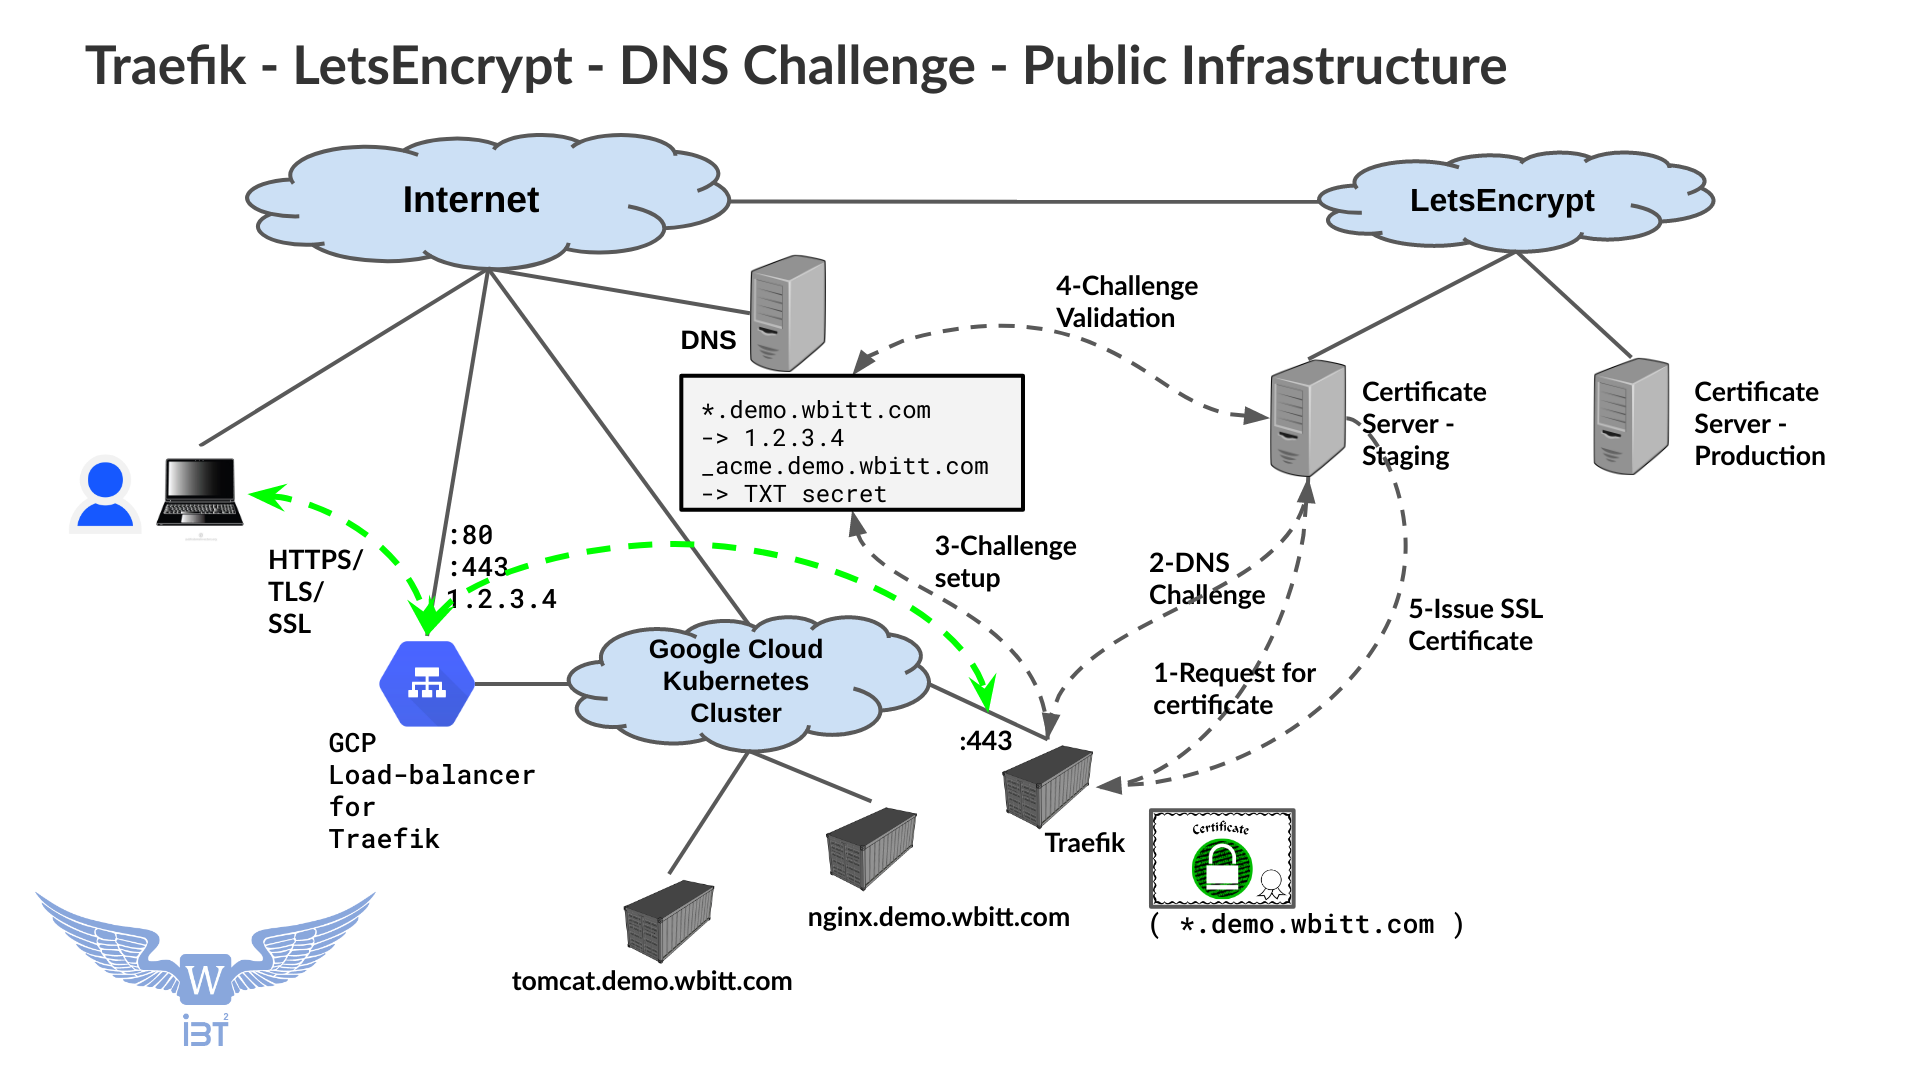 Traefik - LetsEncrypt - DNS Challenge - Public Infrastructure
Internet
LetsEncrypt
4-Challenge
Validation
DNS
*.demo.wbitt.com
-> 1.2.3.4
_acme.demo.wbitt.com
-> TXT secret
Certificate
Server -
Staging
Certificate
Server -
Production
HTTPS/
TLS/
SSL
:80
:443
1.2.3.4
3-Challenge
setup
2-DNS
Challenge
5-Issue SSL
Certificate
1-Request for
certificate
Google Cloud
Kubernetes
Cluster
:443
GCP
Load-balancer
for
Traefik
Traefik
Certificate
( *.demo.wbitt.com )
nginx.demo.wbitt.com
tomcat.demo.wbitt.com
W
iBT²